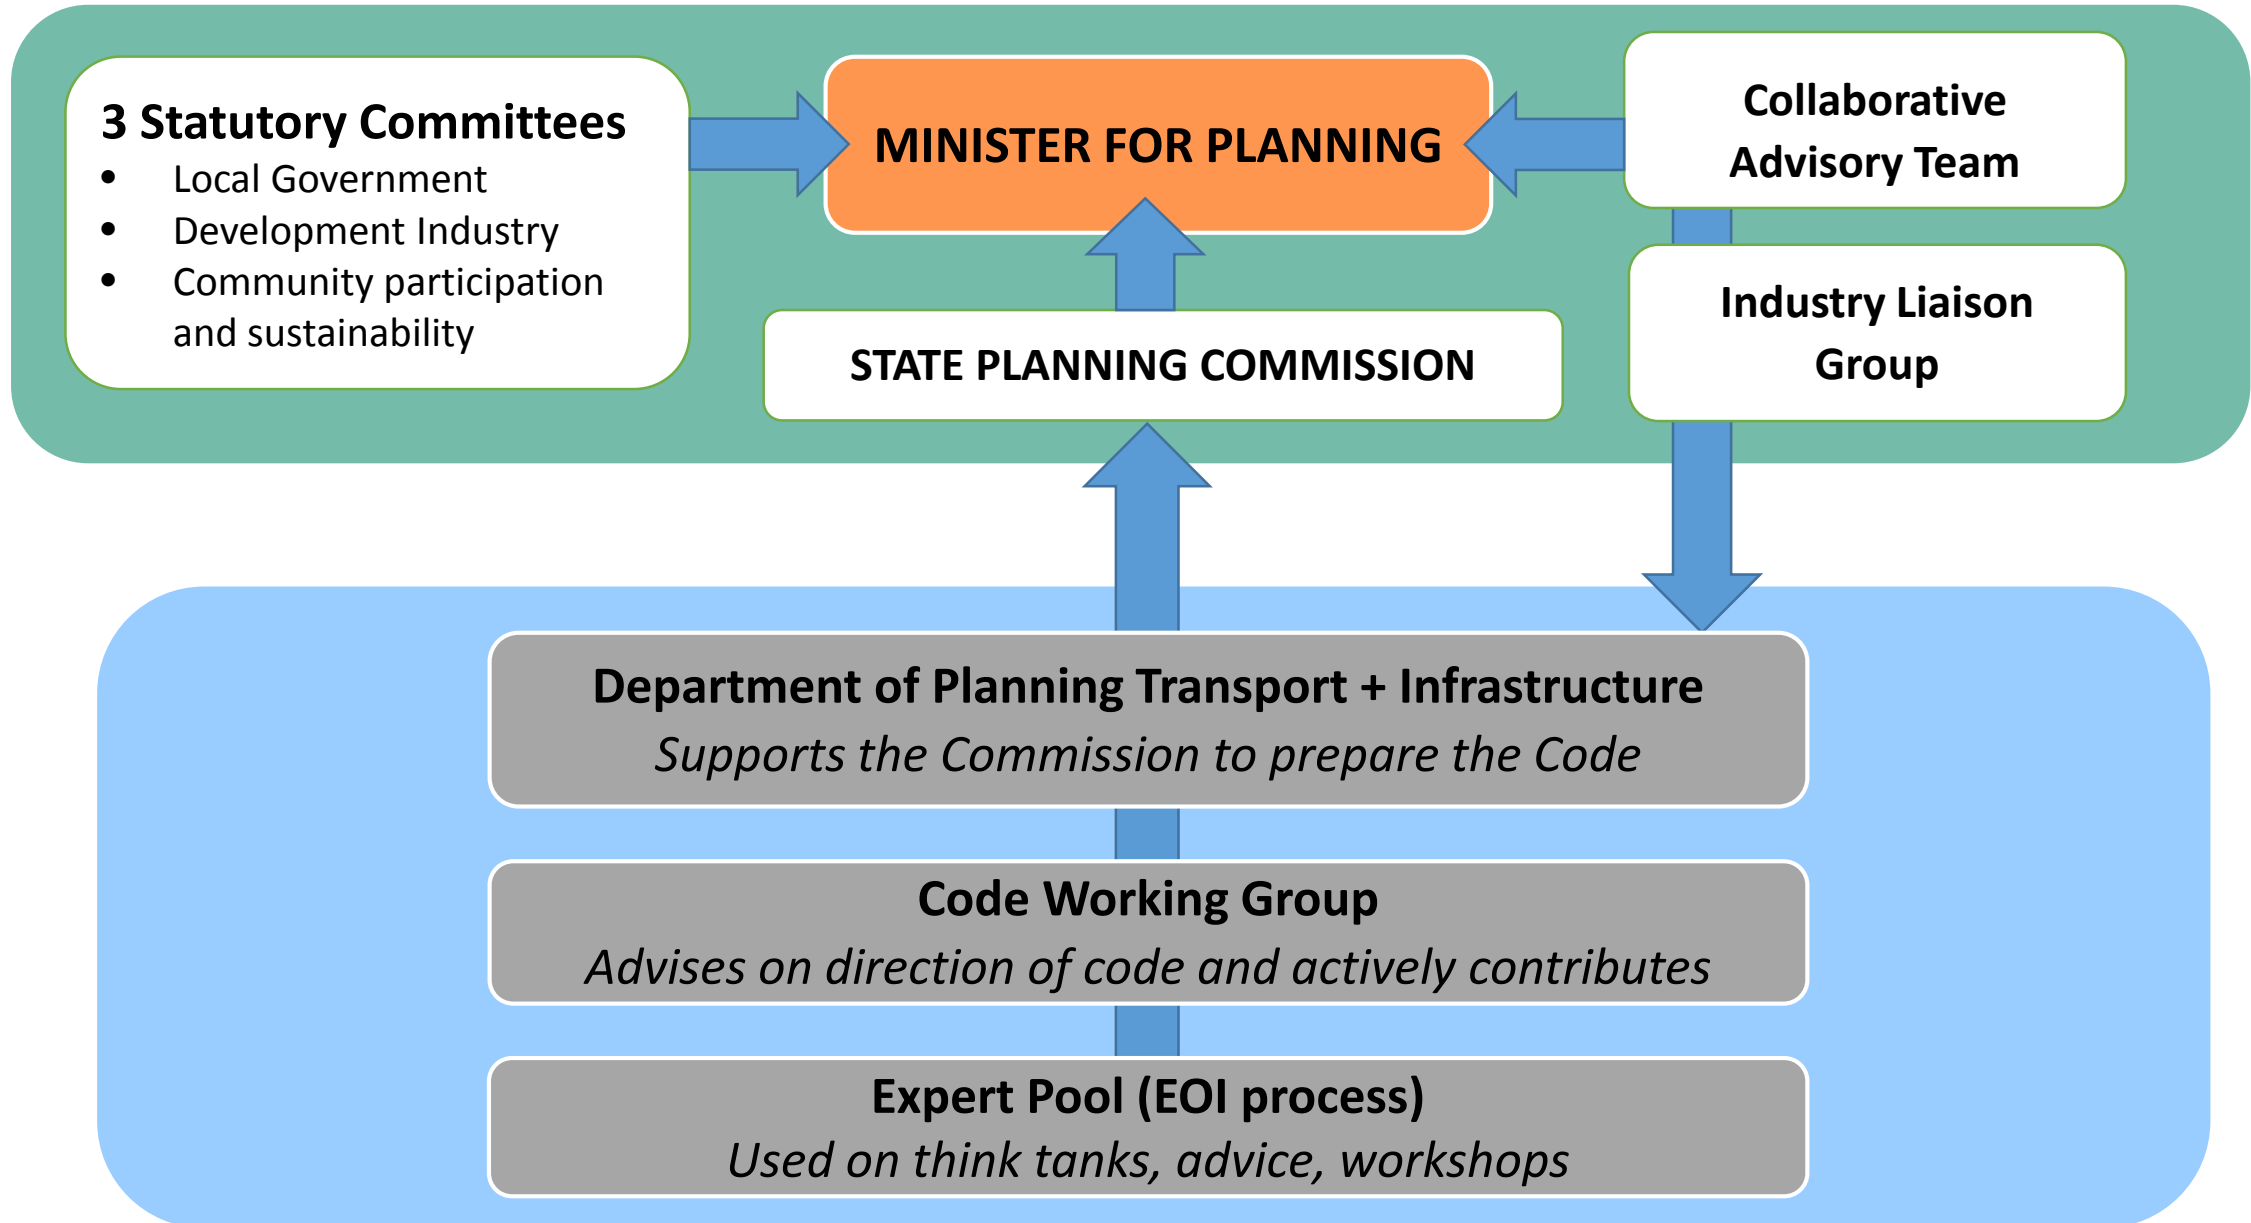 3 Statutory Committees
• Local Government
• Development Industry
• Community participation
and sustainability
MINISTER FOR PLANNING
STATE PLANNING COMMISSION
Collaborative
Advisory Team
Industry Liaison
Group
Department of Planning Transport + Infrastructure
Supports the Commission to prepare the Code
Code Working Group
Advises on direction of code and actively contributes
Expert Pool (EOI process)
Used on think tanks, advice, workshops